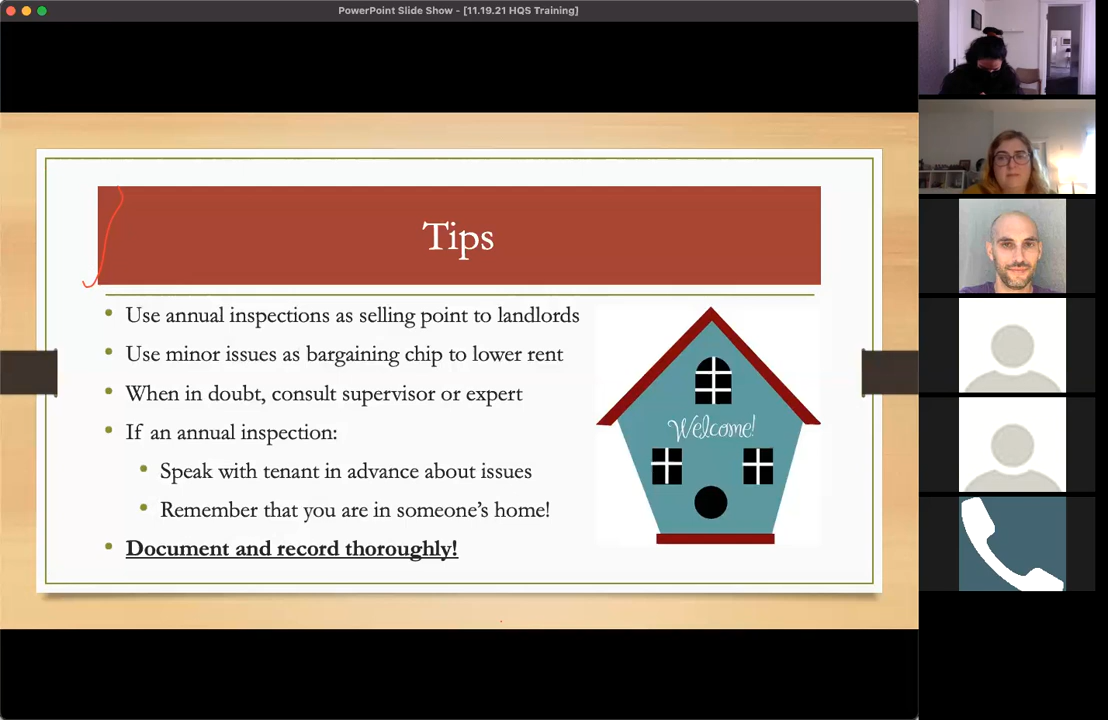 PowerPoint Slide Show - [11.19.21 HQS Training]
Tips
Use annual inspections as selling point to landlords
Use minor issues as bargaining chip to lower rent
When in doubt, consult supervisor or expert
If an annual inspection:
Speak with tenant in advance about issues
Remember that you are in someone's home!
Document and record thoroughly!
Welcome!